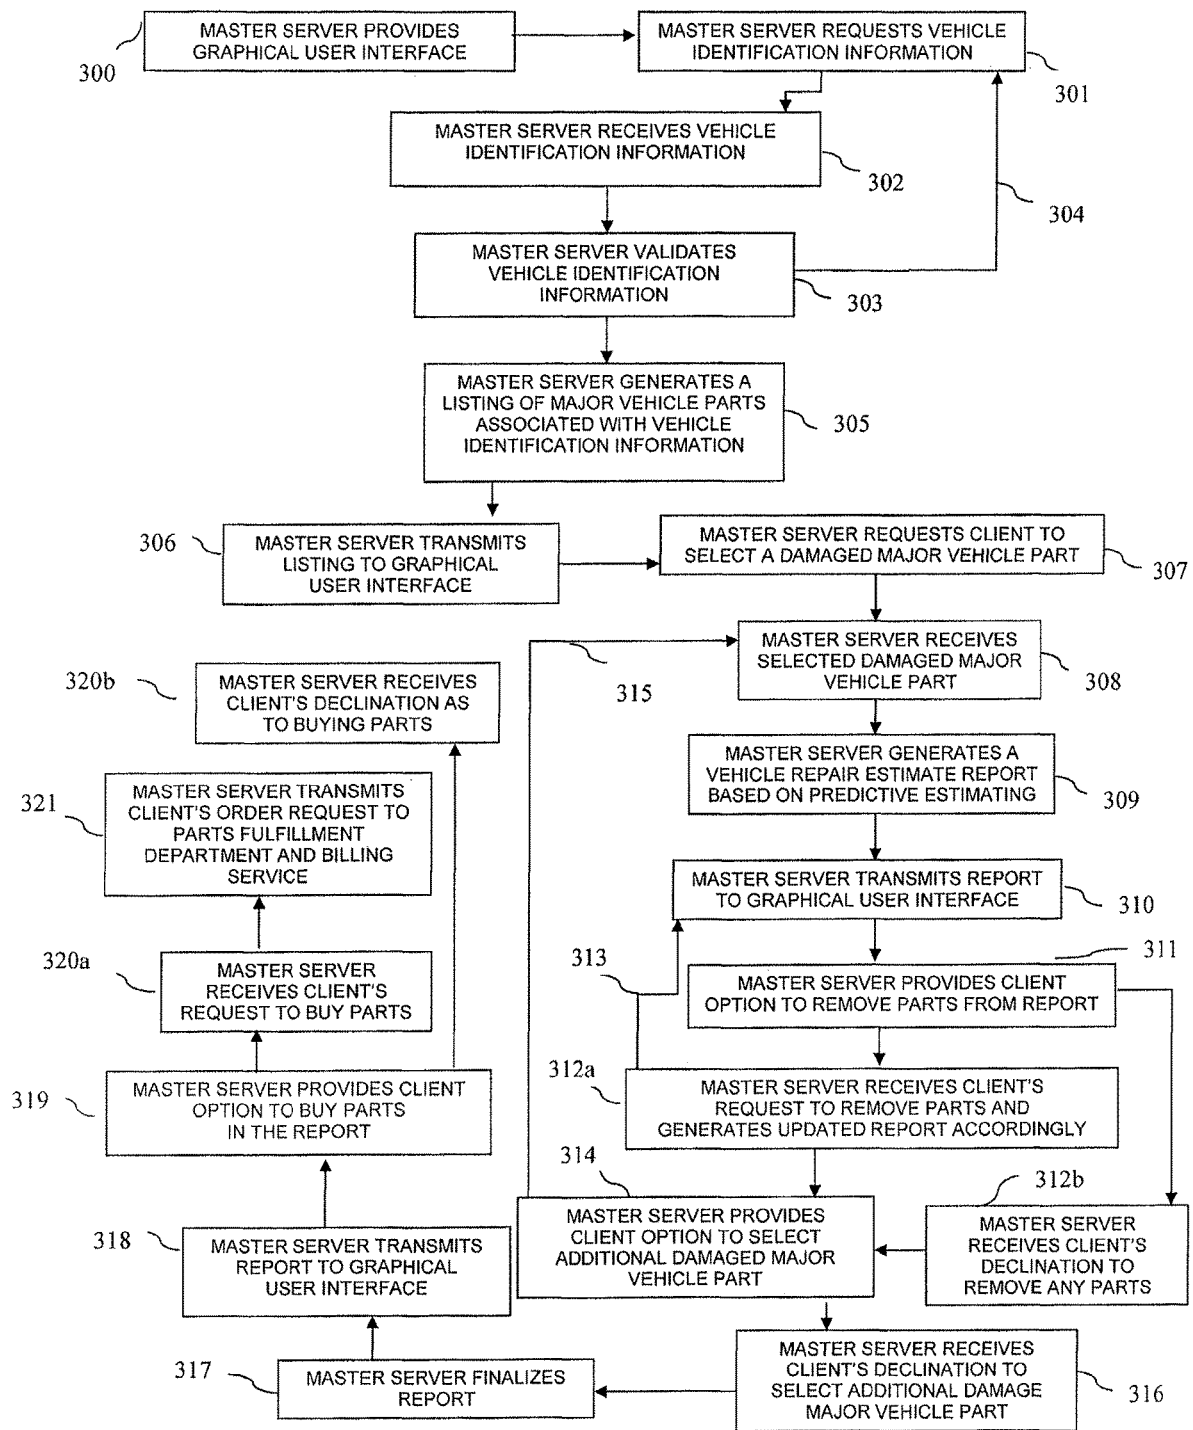 300
MASTER SERVER PROVIDES
GRAPHICAL USER INTERFACE
MASTER SERVER REQUESTS VEHICLE
IDENTIFICATION INFORMATION
301
MASTER SERVER RECEIVES VEHICLE
IDENTIFICATION INFORMATION
302
304
MASTER SERVER VALIDATES
VEHICLE IDENTIFICATION
INFORMATION
303
MASTER SERVER GENERATES A
LISTING OF MAJOR VEHICLE PARTS
ASSOCIATED WITH VEHICLE
IDENTIFICATION INFORMATION
305
306
MASTER SERVER TRANSMITS
LISTING TO GRAPHICAL
USER INTERFACE
MASTER SERVER REQUESTS CLIENT TO
SELECT A DAMAGED MAJOR VEHICLE PART
307
MASTER SERVER RECEIVES
SELECTED DAMAGED MAJOR
VEHICLE PART
308
315
320b
MASTER SERVER RECEIVES
CLIENT'S DECLINATION AS
TO BUYING PARTS
MASTER SERVER GENERATES A
VEHICLE REPAIR ESTIMATE REPORT
BASED ON PREDICTIVE ESTIMATING
309
321
MASTER SERVER TRANSMITS
CLIENT'S ORDER REQUEST TO
PARTS FULFILLMENT
DEPARTMENT AND BILLING
SERVICE
MASTER SERVER TRANSMITS REPORT
TO GRAPHICAL USER INTERFACE
310
311
313
320a
MASTER SERVER
RECEIVES CLIENT'S
REQUEST TO BUY PARTS
MASTER SERVER PROVIDES CLIENT
OPTION TO REMOVE PARTS FROM REPORT
312a
MASTER SERVER RECEIVES CLIENT'S
REQUEST TO REMOVE PARTS AND
GENERATES UPDATED REPORT ACCORDINGLY
319
MASTER SERVER PROVIDES CLIENT
OPTION TO BUY PARTS
IN THE REPORT
314
312b
MASTER SERVER PROVIDES
CLIENT OPTION TO SELECT
ADDITIONAL DAMAGED MAJOR
VEHICLE PART
MASTER SERVER
RECEIVES CLIENT'S
DECLINATION TO
REMOVE ANY PARTS
318
MASTER SERVER TRANSMITS
REPORT TO GRAPHICAL
USER INTERFACE
MASTER SERVER RECEIVES
CLIENT'S DECLINATION TO
SELECT ADDITIONAL DAMAGE
MAJOR VEHICLE PART
316
317
MASTER SERVER FINALIZES
REPORT